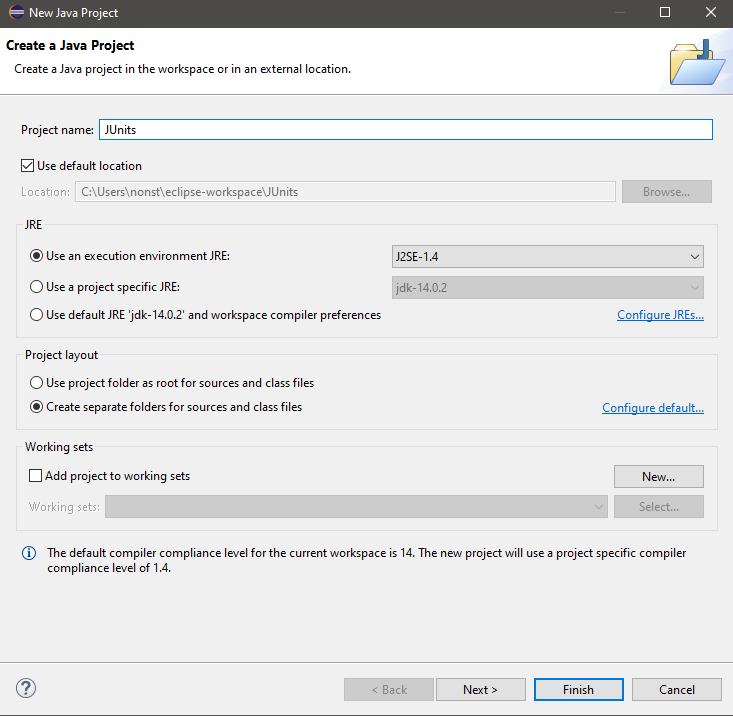 New Java Project
Create a Java Project
Create a Java project in the workspace or in an external location.
Project name: JUnits
Use default location
Location: C:\Users\nonst\eclipse-workspace\JUnits Browse...
JRE
Use an execution environment JRE: J2SE-1.4
Use a project specific JRE: jdk-14.0.2
Use default JRE 'jdk-14.0.2' and workspace compiler preferences Configure JREs...
Project layout
Use project folder as root for sources and class files
Create separate folders for sources and class files Configure default...
Working sets
Add project to working sets New...
Working sets: Select...
The default compiler compliance level for the current workspace is 14. The new project will use a project specific compiler
compliance level of 1.4.
? < Back Next > Finish Cancel